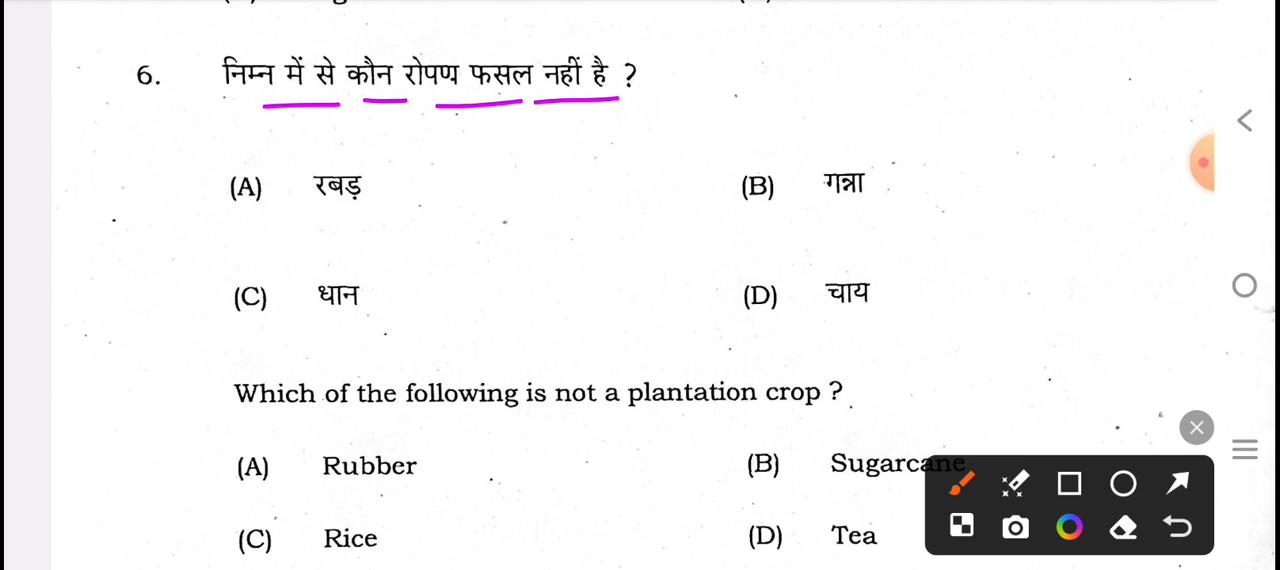 6. निम्न में से कौन रोपण फसल नहीं है ?
(A) रबड़ (B) गन्ना
(C) धान (D) चाय
Which of the following is not a plantation crop ?
(A) Rubber (B) Sugarcane
(C) Rice (D) Tea